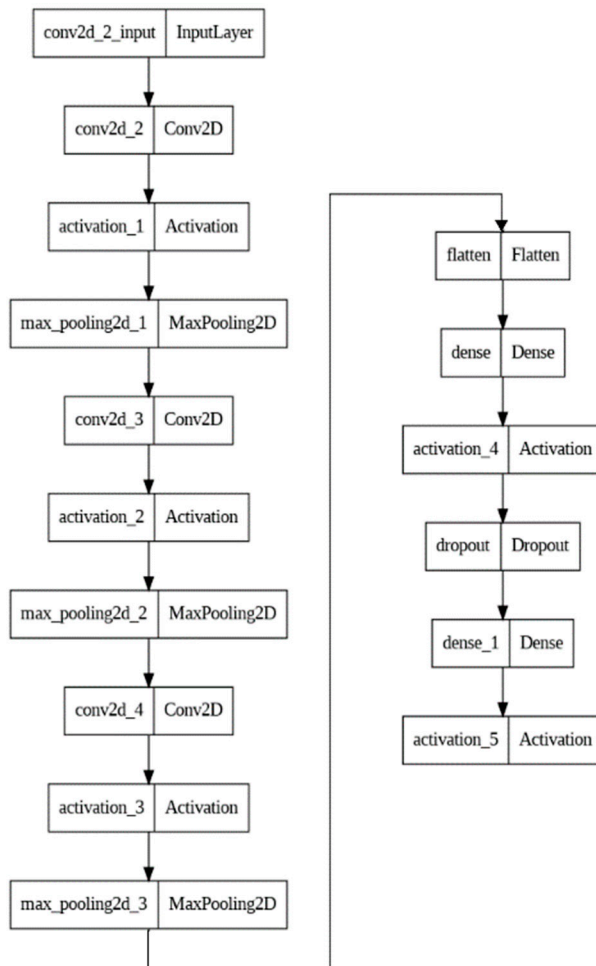 conv2d_2_input InputLayer
conv2d_2 Conv2D
activation_1 Activation
max_pooling2d_1 MaxPooling2D
conv2d_3 Conv2D
activation_2 Activation
max_pooling2d_2 MaxPooling2D
conv2d_4 Conv2D
activation_3 Activation
max_pooling2d_3 MaxPooling2D
flatten Flatten
dense Dense
activation_4 Activation
dropout Dropout
dense_1 Dense
activation_5 Activation